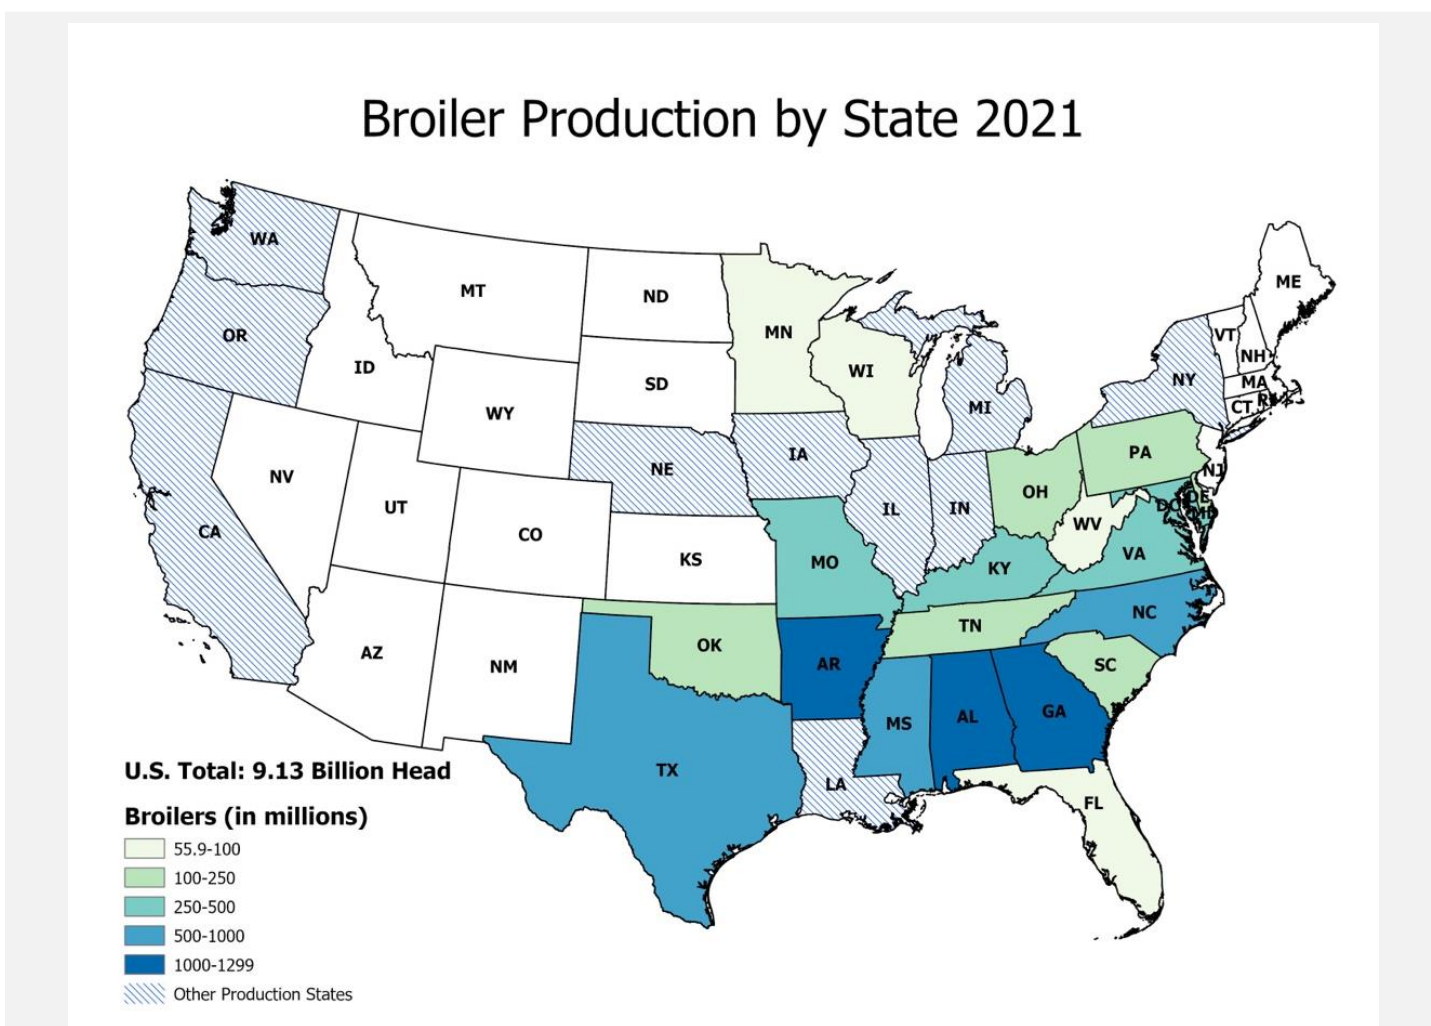 Broiler Production by State 2021
WA
MT
ND
MN
ME
OR
ID
SD
WI
MI
NY
VT
NH
MA
CT
RI
WY
NE
IA
PA
NJ
NV
UT
CO
KS
IL
IN
OH
WV
DC
DE
MD
CA
MO
KY
VA
AZ
NM
OK
AR
TN
NC
SC
TX
LA
MS
AL
GA
FL
U.S. Total: 9.13 Billion Head
Broilers (in millions)
55.9-100
100-250
250-500
500-1000
1000-1299
Other Production States